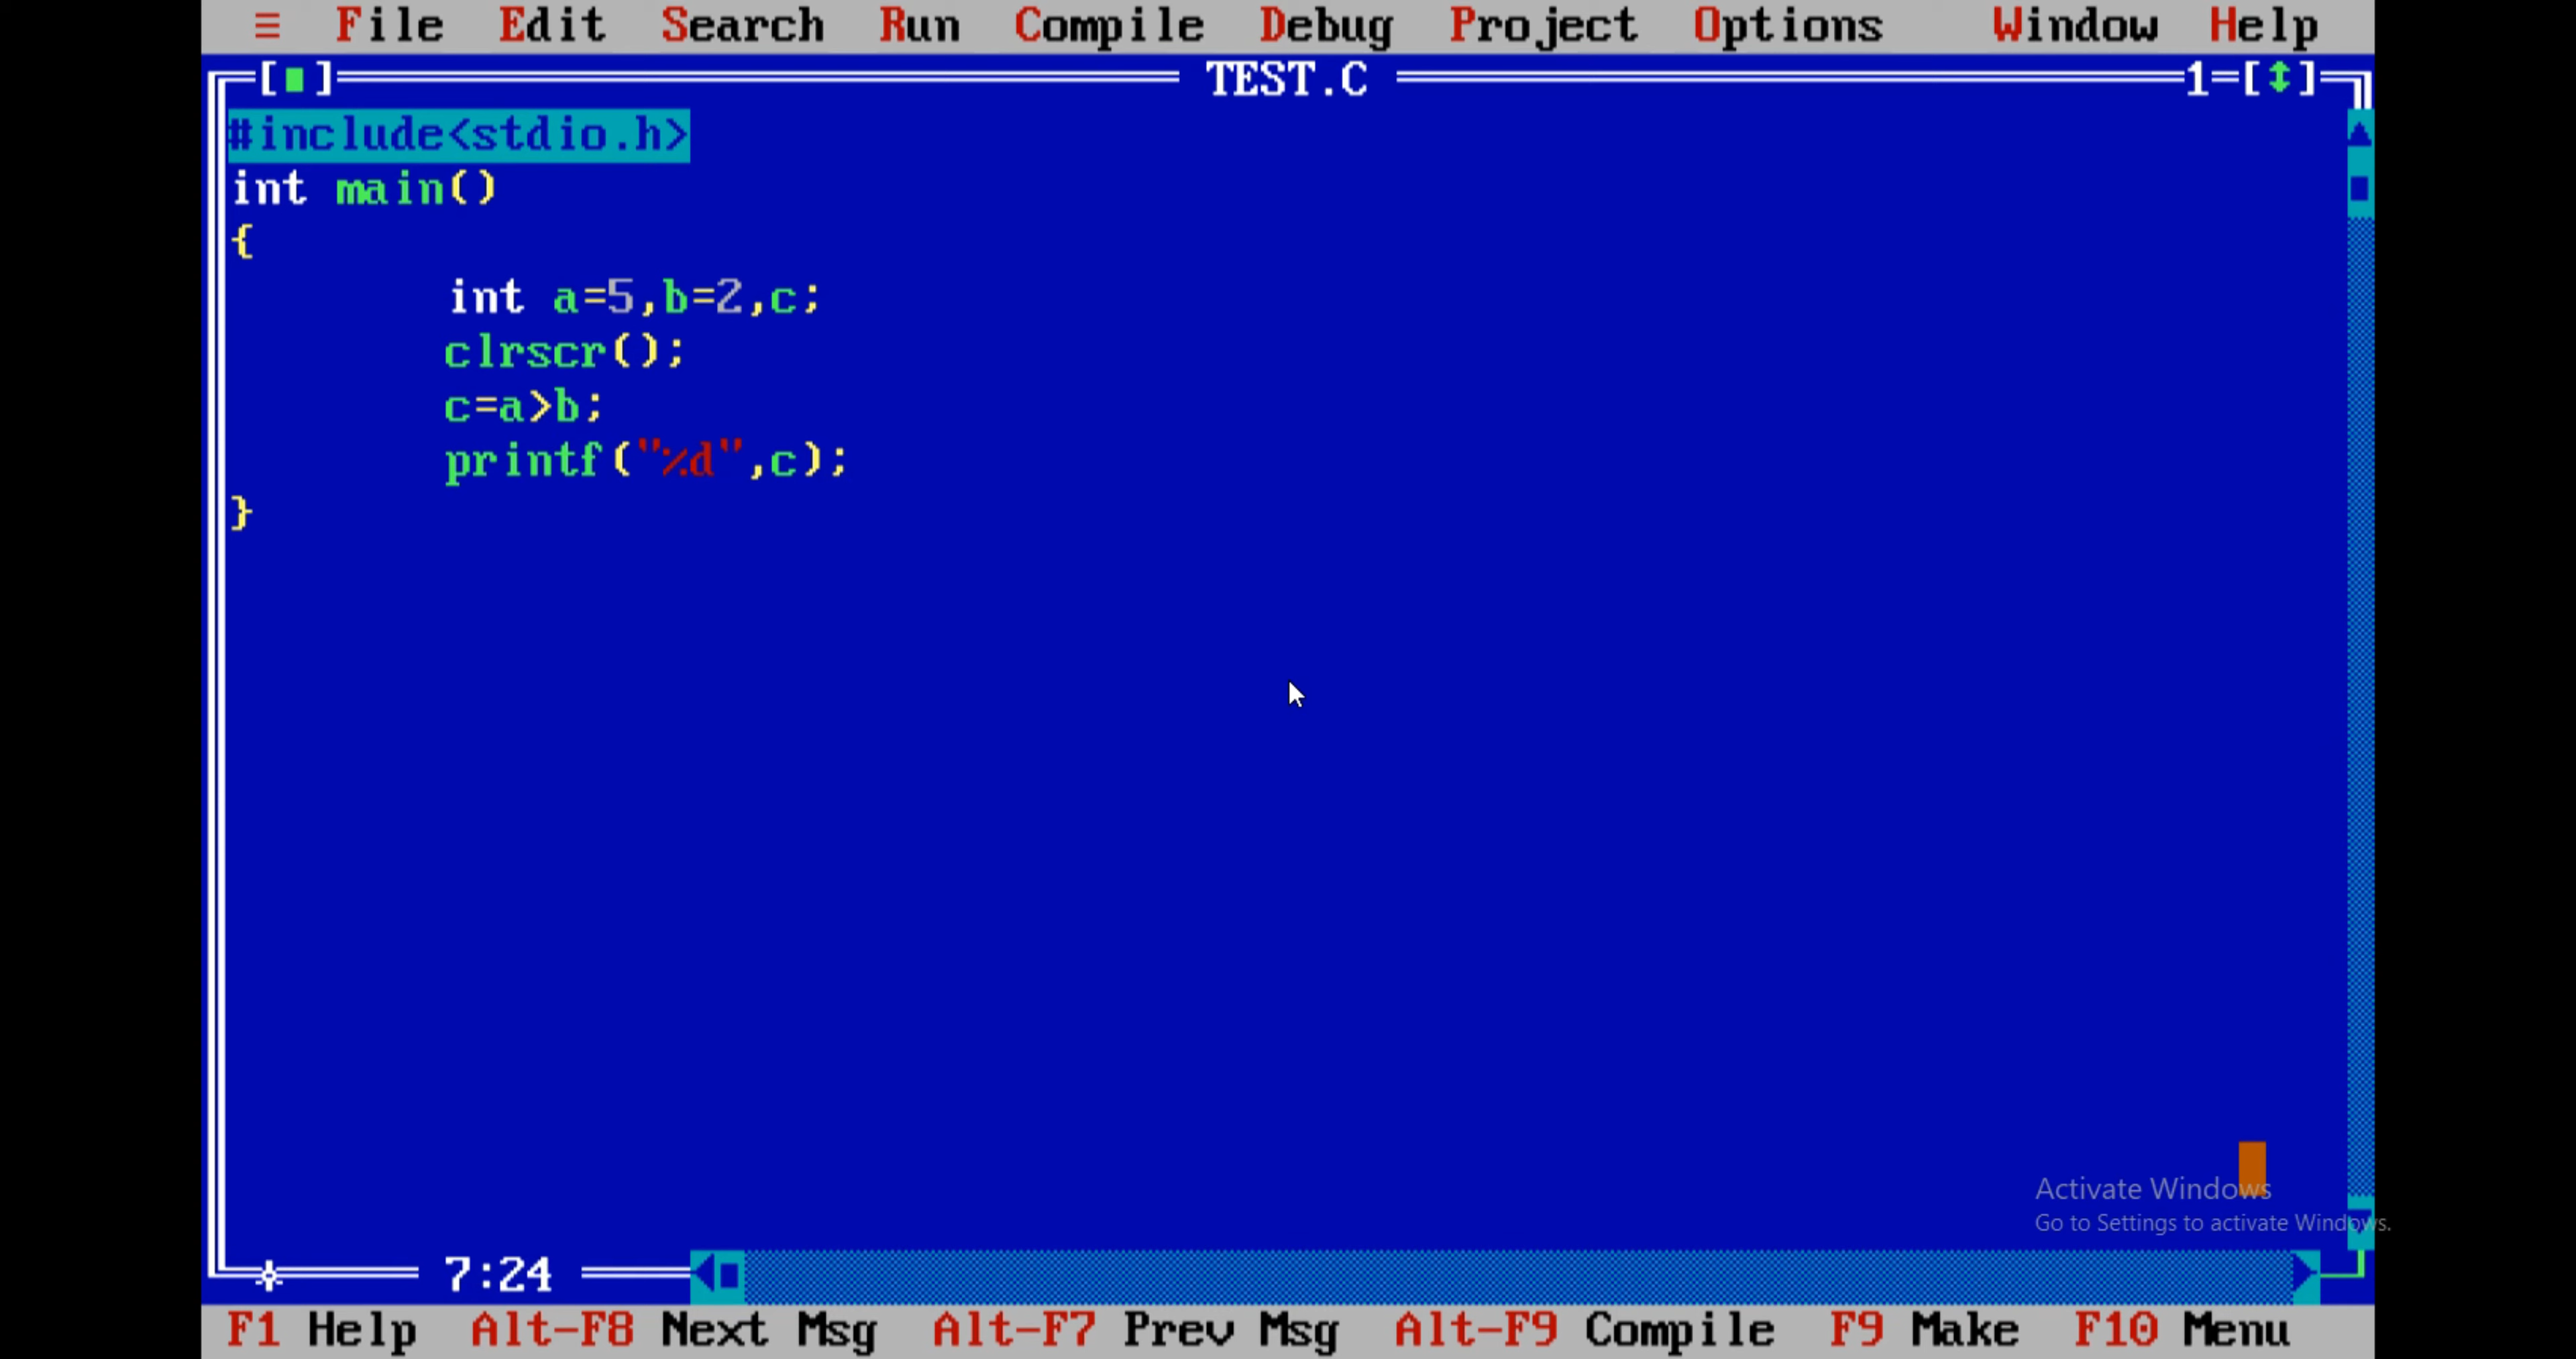 ≡ File Edit Search Run Compile Debug Project Options Window Help
[■] TEST.C 1=[↕]
#include<stdio.h>
int main()
{
int a=5,b=2,c;
clrscr();
c=a>b;
printf("%d",c);
}
Activate Windows
Go to Settings to activate Windows.
7:24
F1 Help Alt-F8 Next Msg Alt-F7 Prev Msg Alt-F9 Compile F9 Make F10 Menu